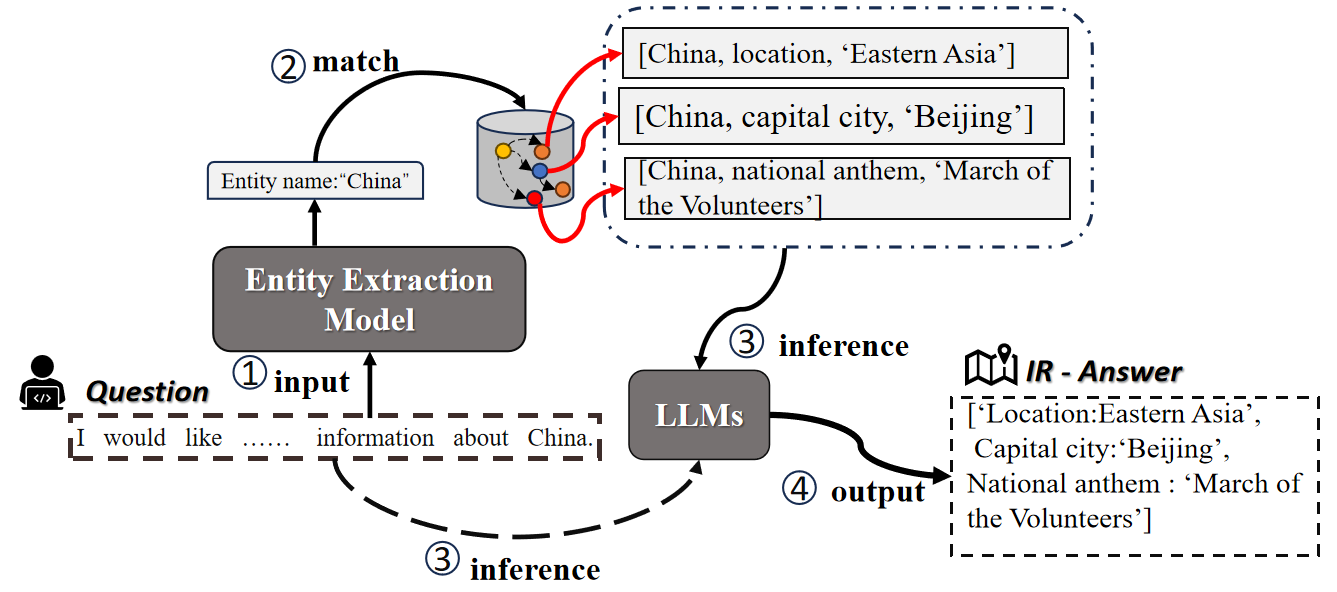 ② match
[China, location, ‘Eastern Asia’]
[China, capital city, ‘Beijing’]
[China, national anthem, ‘March of
the Volunteers’]
Entity name:“China”
Entity Extraction
Model
① input
Question
I would like …… information about China.
③ inference
LLMs
③ inference
④ output
IR - Answer
[‘Location:Eastern Asia’,
Capital city:‘Beijing’,
National anthem : ‘March of
the Volunteers’]